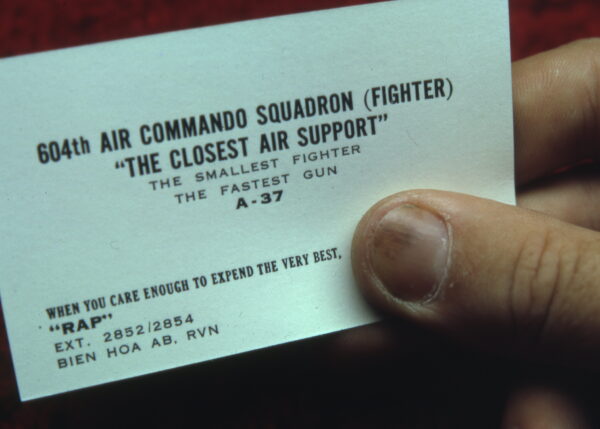 604th AIR COMMANDO SQUADRON (FIGHTER)
"THE CLOSEST AIR SUPPORT"
THE SMALLEST FIGHTER
THE FASTEST GUN
A-37
WHEN YOU CARE ENOUGH TO EXPEND THE VERY BEST,
"RAP"
EXT. 2852/2854
BIEN HOA AB, RVN